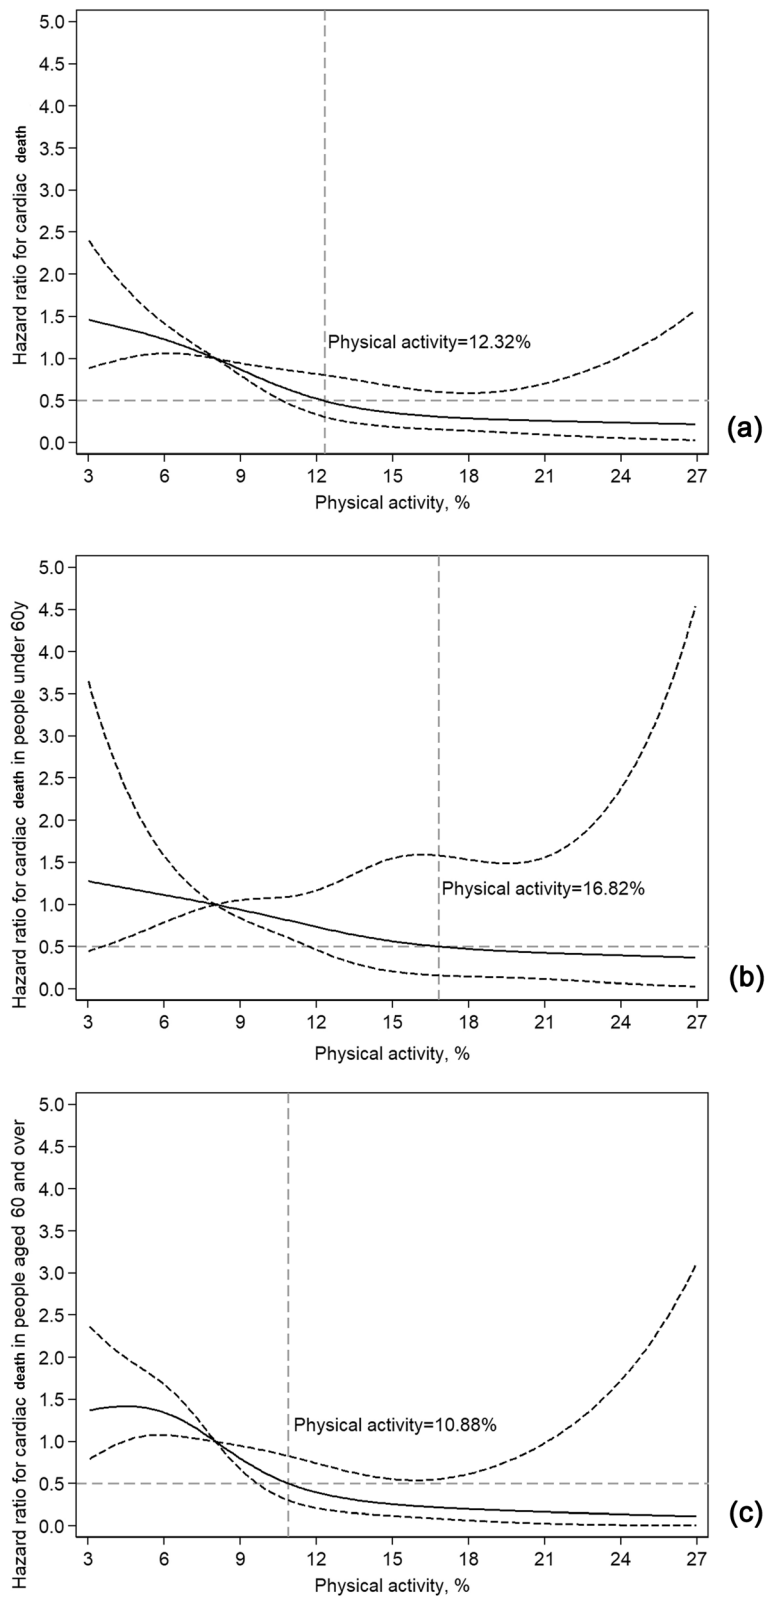 Hazard ratio for cardiac death
5.0
4.5
4.0
3.5
3.0
2.5
2.0
1.5
1.0
0.5
0.0
Physical activity=12.32%
3 6 9 12 15 18 21 24 27
Physical activity, %
(a)
Hazard ratio for cardiac death in people under 60y
5.0
4.5
4.0
3.5
3.0
2.5
2.0
1.5
1.0
0.5
0.0
Physical activity=16.82%
3 6 9 12 15 18 21 24 27
Physical activity, %
(b)
Hazard ratio for cardiac death in people aged 60 and over
5.0
4.5
4.0
3.5
3.0
2.5
2.0
1.5
1.0
0.5
0.0
Physical activity=10.88%
3 6 9 12 15 18 21 24 27
Physical activity, %
(c)